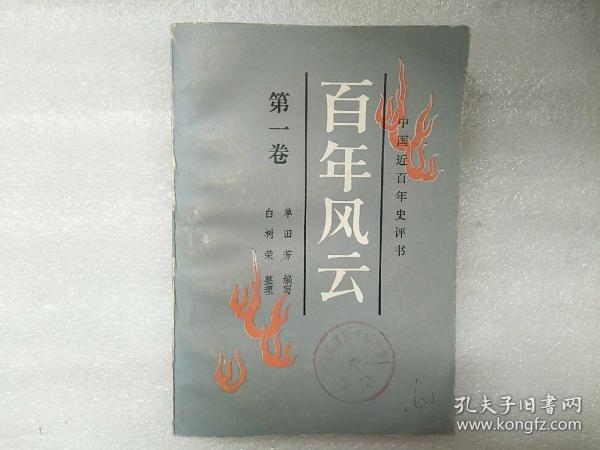 中国近百年史评书
百年风云
第一卷
单田芳 编写
白树荣 整理
孔夫子旧书网
www.kongfz.com